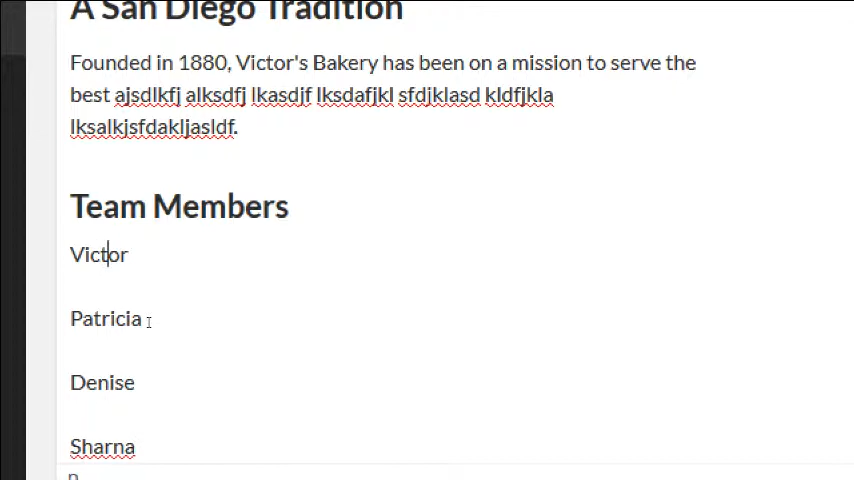 A San Diego Tradition
Founded in 1880, Victor's Bakery has been on a mission to serve the
best ajsdlkfj alksdfj lkasdjf lksdafjkl sfdjklasd kldfjkla
lksalkjsfdakljasldf.
Team Members
Victor
Patricia
Denise
Sharna
p